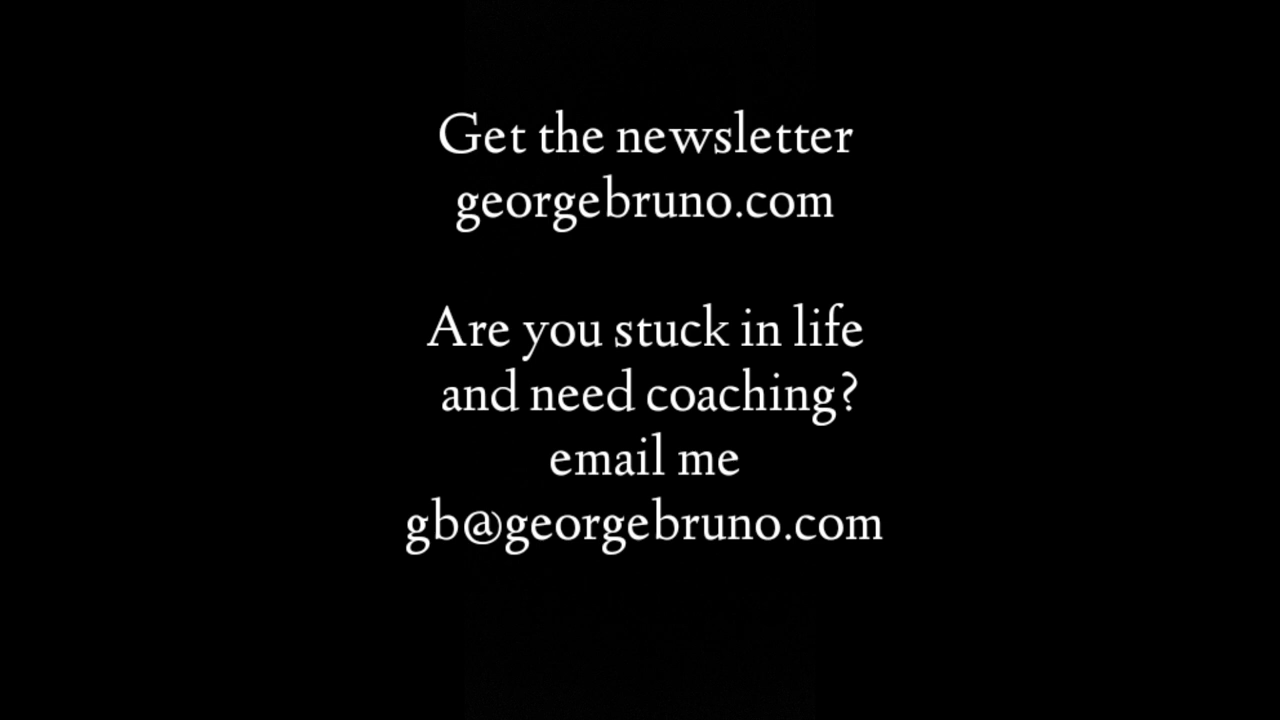 Get the newsletter
georgebruno.com
Are you stuck in life
and need coaching?
email me
gb@georgebruno.com